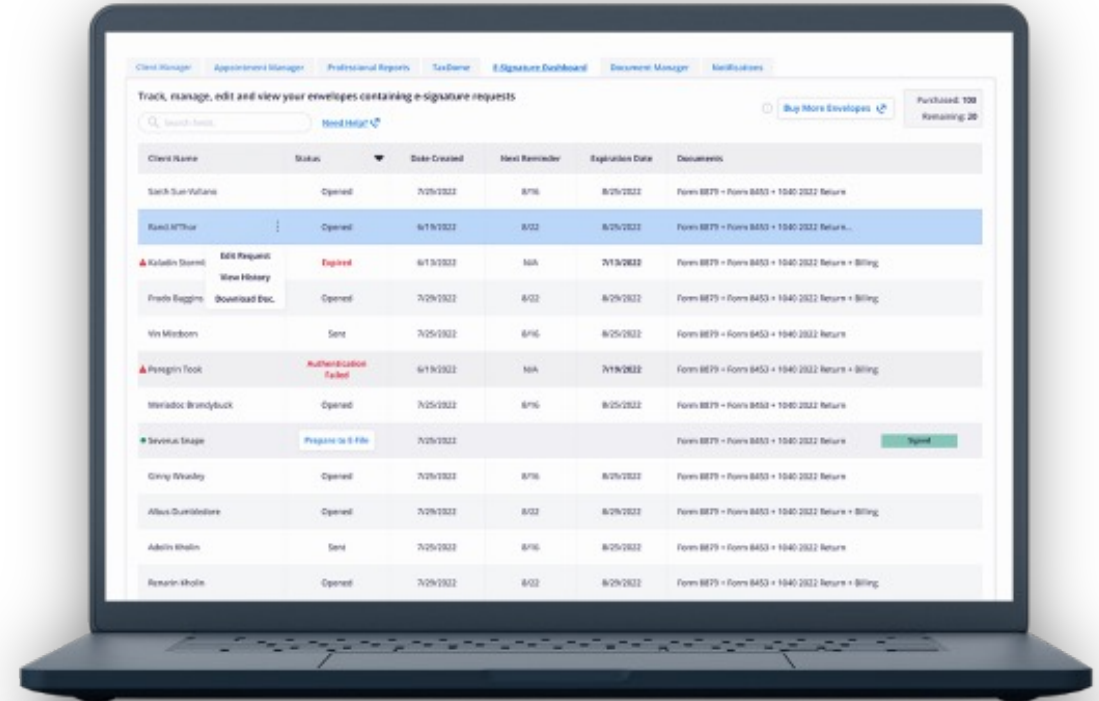 Client Manager Appointment Manager Professional Reports TaxDome E-Signature Dashboard Document Manager Notifications
Track, manage, edit and view your envelopes containing e-signature requests
Buy More Envelopes
Purchased: 100
Remaining: 20
Need Help?
Client Name Status Date Created Next Reminder Expiration Date Documents
Opened 7/25/2022 8/16 8/25/2022 Form 8879 + Form 8453 + 1040 2022 Return
Rand Al'Thor Opened 6/19/2022 8/22 8/25/2022 Form 8879 + Form 8453 + 1040 2022 Return...
Edit Request
Kaladin Expired 6/13/2022 N/A 7/13/2022 Form 8879 + Form 8453 + 1040 2022 Return + Billing
View History
Frodo Baggins Download Doc. Opened 7/29/2022 8/22 8/29/2022 Form 8879 + Form 8453 + 1040 2022 Return + Billing
Vin Mistborn Sent 7/25/2022 8/16 8/25/2022 Form 8879 + Form 8453 + 1040 2022 Return
Peregrin Took Authentication Failed 6/19/2022 N/A 7/19/2022 Form 8879 + Form 8453 + 1040 2022 Return + Billing
Meriadoc Brandybuck Opened 7/25/2022 8/16 8/25/2022 Form 8879 + Form 8453 + 1040 2022 Return
Severus Snape Prepare to E-File 7/25/2022 Form 8879 + Form 8453 + 1040 2022 Return Signed
Ginny Weasley Opened 7/25/2022 8/16 8/25/2022 Form 8879 + Form 8453 + 1040 2022 Return
Albus Dumbledore Opened 7/29/2022 8/22 8/29/2022 Form 8879 + Form 8453 + 1040 2022 Return + Billing
Adolin Kholin Sent 7/25/2022 8/16 8/25/2022 Form 8879 + Form 8453 + 1040 2022 Return
Renarin Kholin Opened 7/29/2022 8/22 8/29/2022 Form 8879 + Form 8453 + 1040 2022 Return + Billing